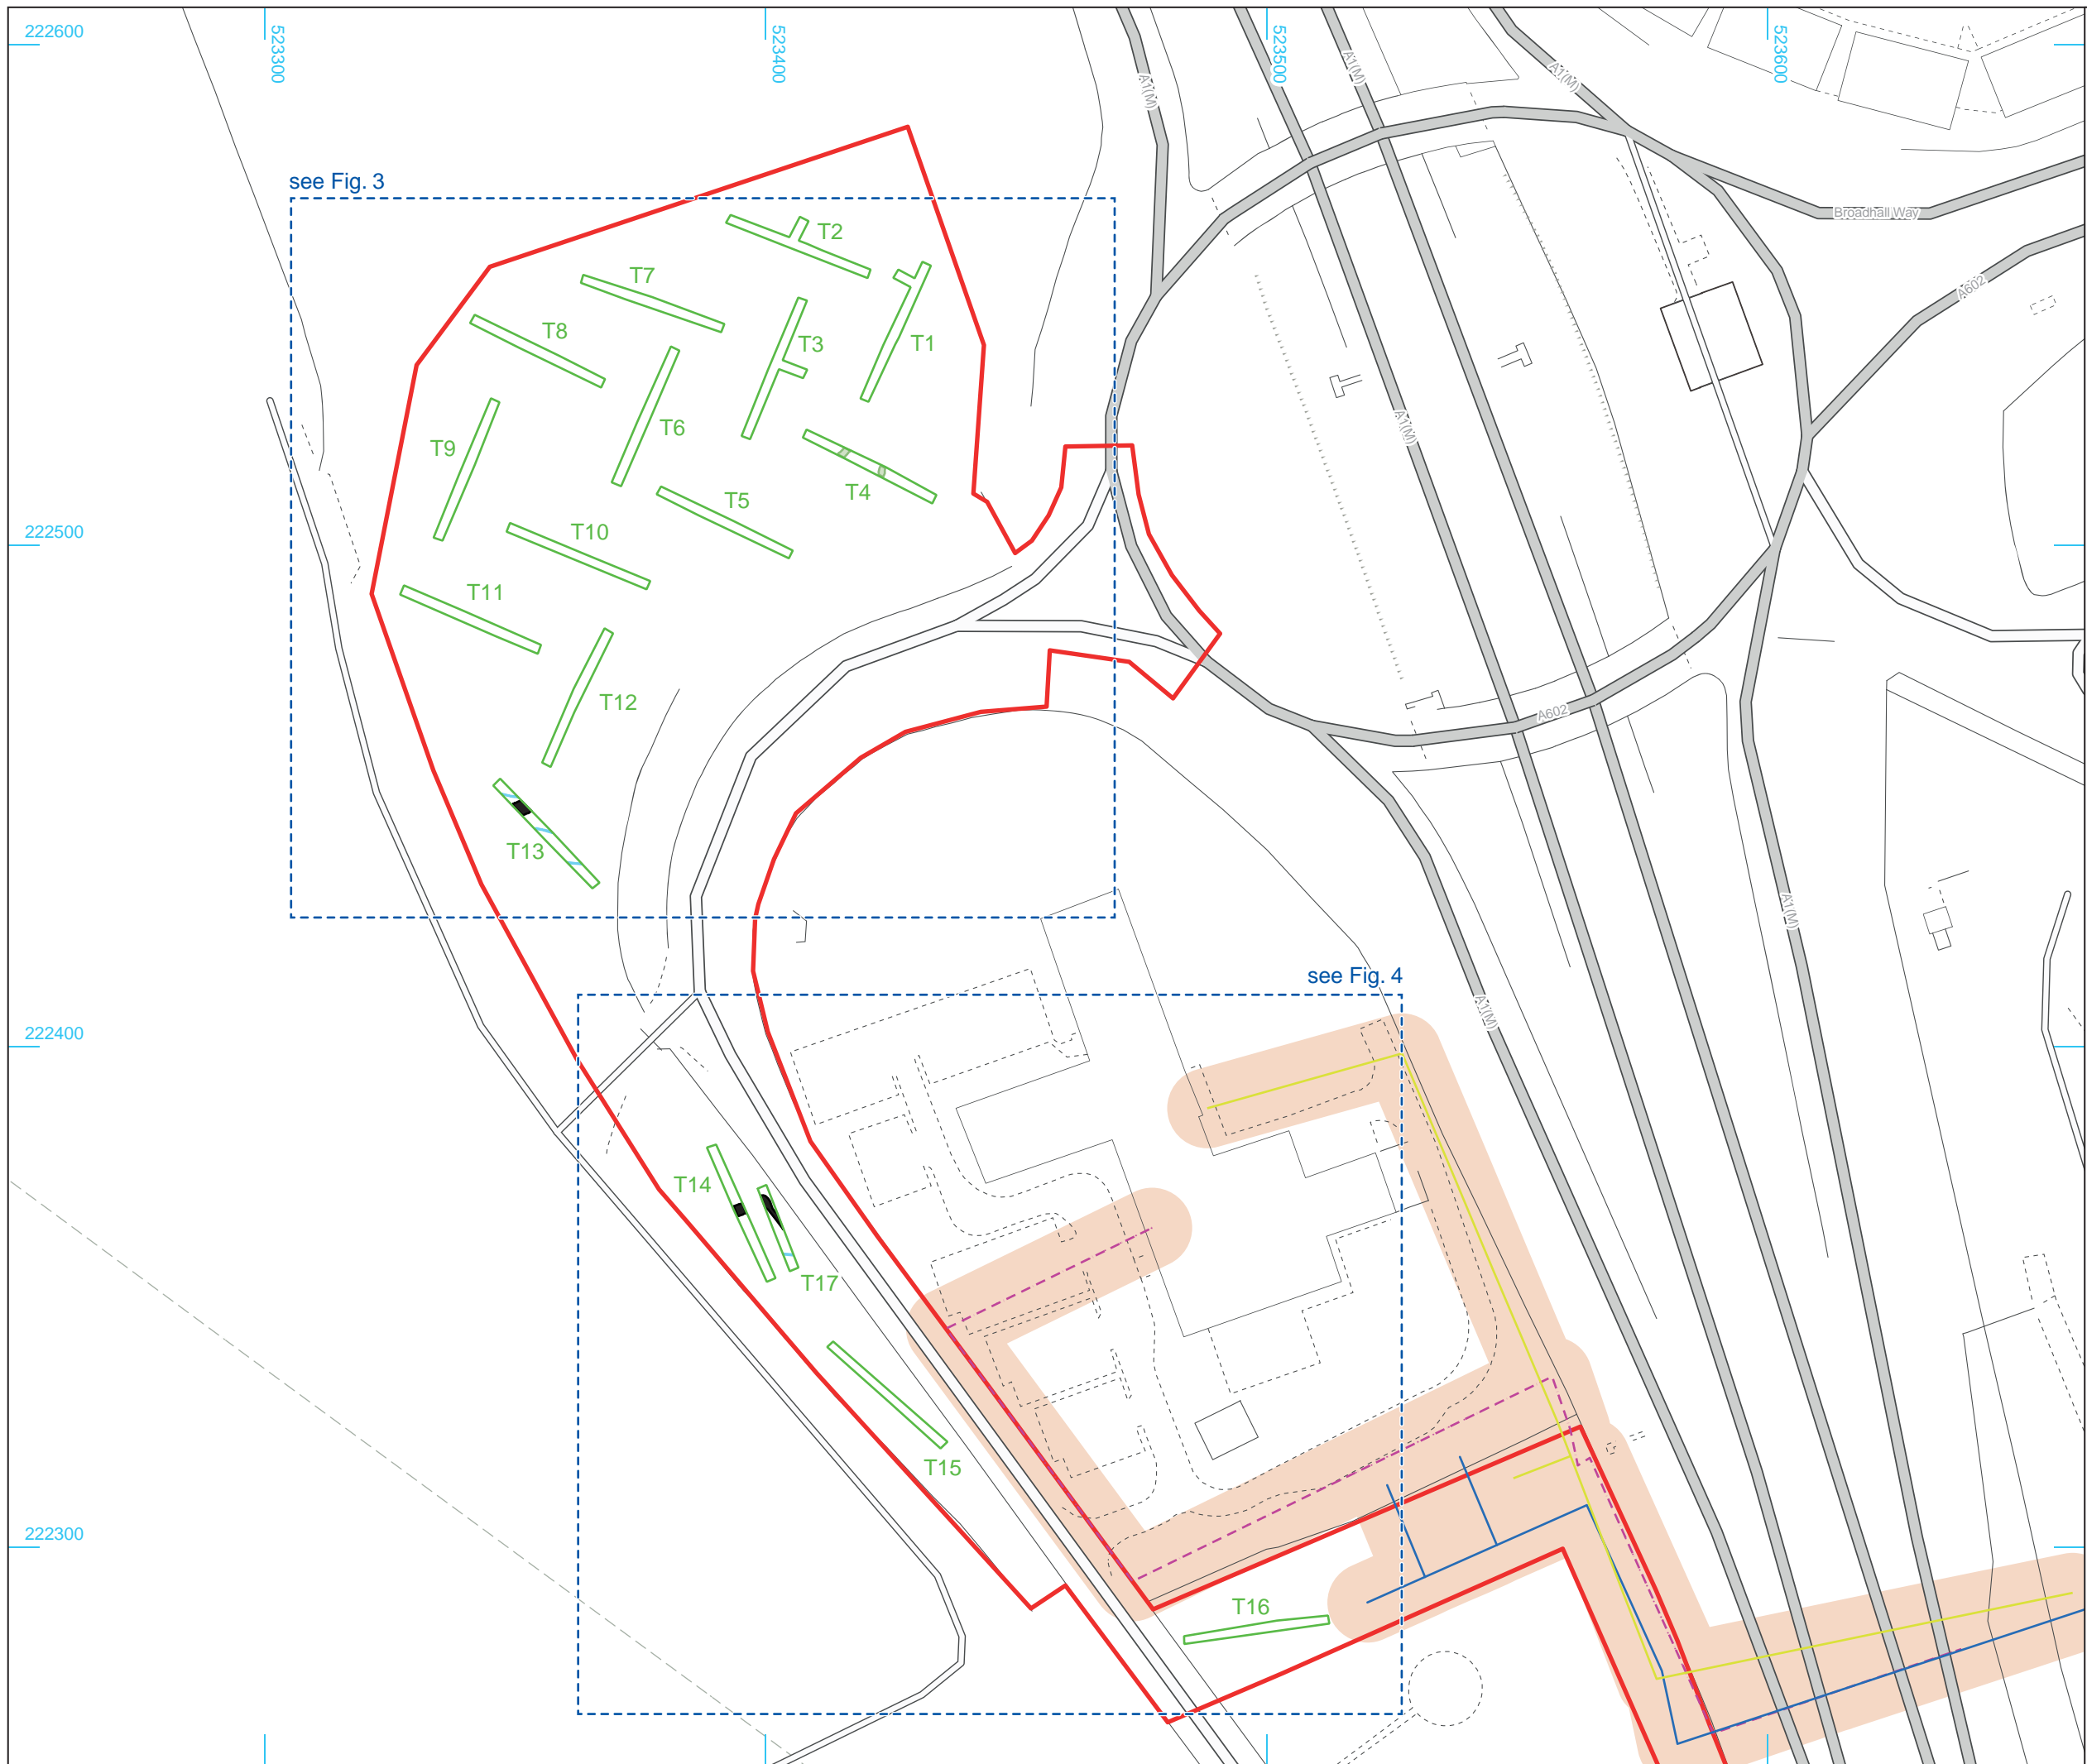 222600
523300
523400
523500
523600
A1(M)
A1(M)
A1(M)
see Fig. 3
Broadhall Way
T2
T7
A602
T8
T3
T1
T9
T6
A1(M)
T5
T4
222500
T10
T11
T12
A602
T13
A1(M)
see Fig. 4
A1(M)
222400
T14
T17
T15
222300
T16